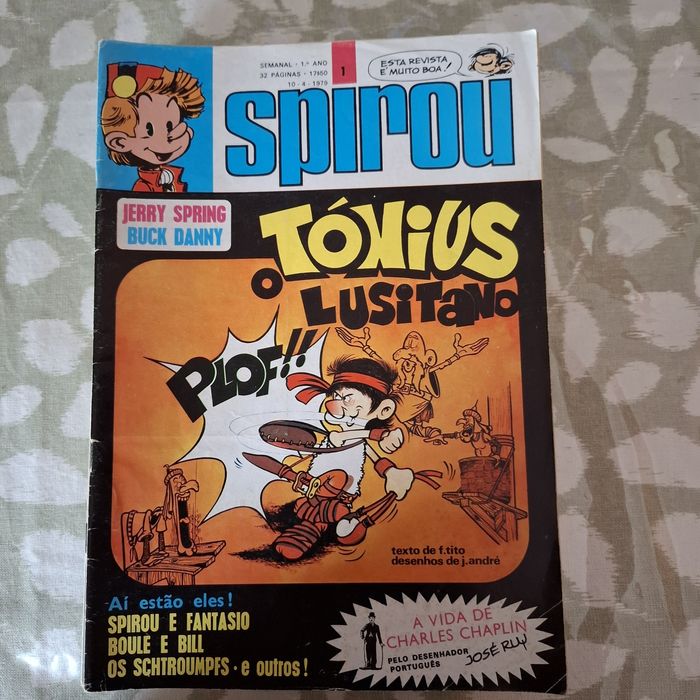 SEMANAL - 1.º ANO
32 PÁGINAS - 17$50
10 - 4 - 1979
1
ESTA REVISTA
É MUITO BOA!
spirou
JERRY SPRING
BUCK DANNY
TÓXIUS
O LUSITANO
PLOF!!
texto de f.tito
desenhos de j.andré
Aí estão eles!
SPIROU E FANTASIO
BOULE E BILL
OS SCHTROUMPFS - e outros!
A VIDA DE
CHARLES CHAPLIN
PELO DESENHADOR
PORTUGUÊS
JOSÉ RUY